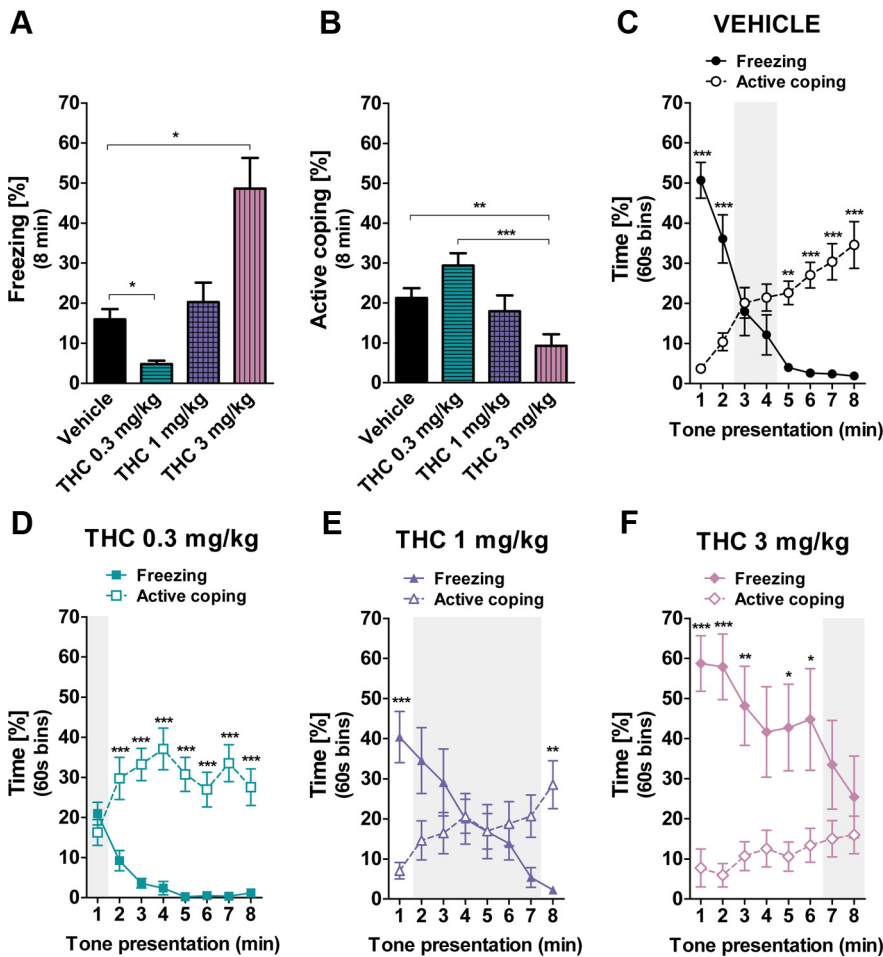 A
Freezing [%]
(8 min)
70
60
50
40
30
20
10
0
*
*
Vehicle
THC 0.3 mg/kg
THC 1 mg/kg
THC 3 mg/kg
B
Active coping [%]
(8 min)
70
60
50
40
30
20
10
0
**
***
Vehicle
THC 0.3 mg/kg
THC 1 mg/kg
THC 3 mg/kg
C
VEHICLE
Freezing
Active coping
Time [%]
(60s bins)
70
60
50
40
30
20
10
0
*** *** ** *** *** ***
1 2 3 4 5 6 7 8
Tone presentation (min)
D
THC 0.3 mg/kg
Freezing
Active coping
Time [%]
(60s bins)
70
60
50
40
30
20
10
0
*** *** *** *** *** *** ***
1 2 3 4 5 6 7 8
Tone presentation (min)
E
THC 1 mg/kg
Freezing
Active coping
Time [%]
(60s bins)
70
60
50
40
30
20
10
0
*** **
1 2 3 4 5 6 7 8
Tone presentation (min)
F
THC 3 mg/kg
Freezing
Active coping
Time [%]
(60s bins)
70
60
50
40
30
20
10
0
*** *** ** * *
1 2 3 4 5 6 7 8
Tone presentation (min)